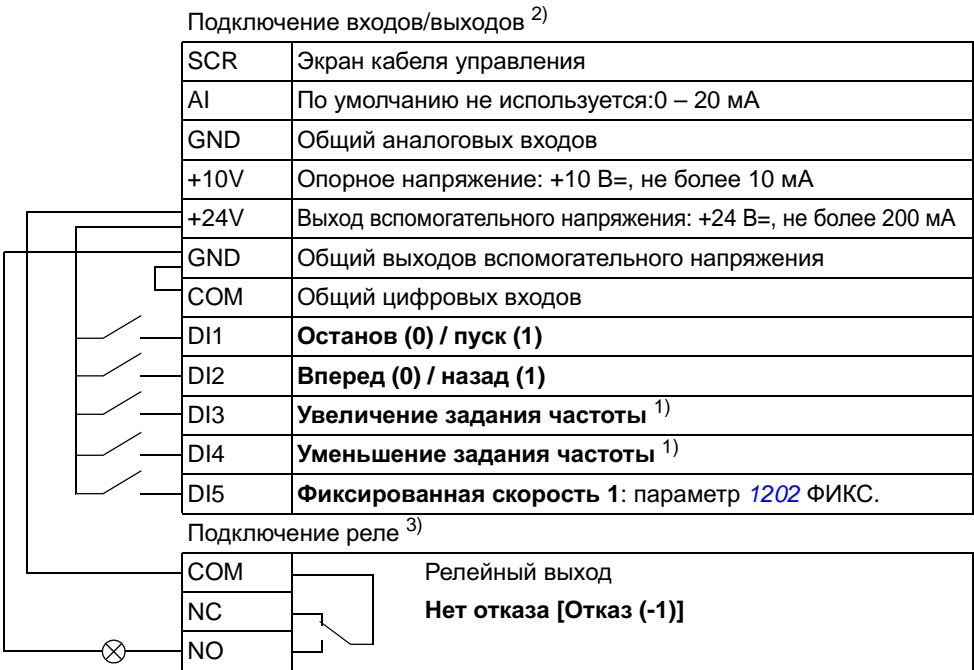 Подключение входов/выходов 2)
SCR Экран кабеля управления
AI По умолчанию не используется:0 – 20 мА
GND Общий аналоговых входов
+10V Опорное напряжение: +10 В=, не более 10 мА
+24V Выход вспомогательного напряжения: +24 В=, не более 200 мА
GND Общий выходов вспомогательного напряжения
COM Общий цифровых входов
DI1 Останов (0) / пуск (1)
DI2 Вперед (0) / назад (1)
DI3 Увеличение задания частоты 1)
DI4 Уменьшение задания частоты 1)
DI5 Фиксированная скорость 1: параметр 1202 ФИКС.
Подключение реле 3)
COM Релейный выход
NC Нет отказа [Отказ (-1)]
NO